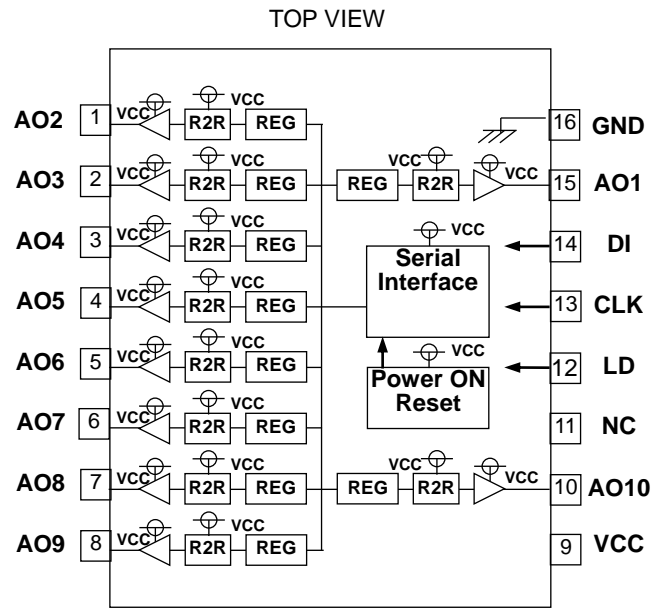 TOP VIEW
AO2 1 VCC R2R VCC REG 16 GND
AO3 2 VCC R2R VCC REG REG VCC R2R VCC 15 AO1
AO4 3 VCC R2R VCC REG VCC 14 DI
Serial
Interface
AO5 4 VCC R2R VCC REG 13 CLK
AO6 5 VCC R2R VCC REG VCC 12 LD
Power ON
Reset
AO7 6 VCC R2R VCC REG 11 NC
AO8 7 VCC R2R VCC REG REG VCC R2R VCC 10 AO10
AO9 8 VCC R2R VCC REG 9 VCC